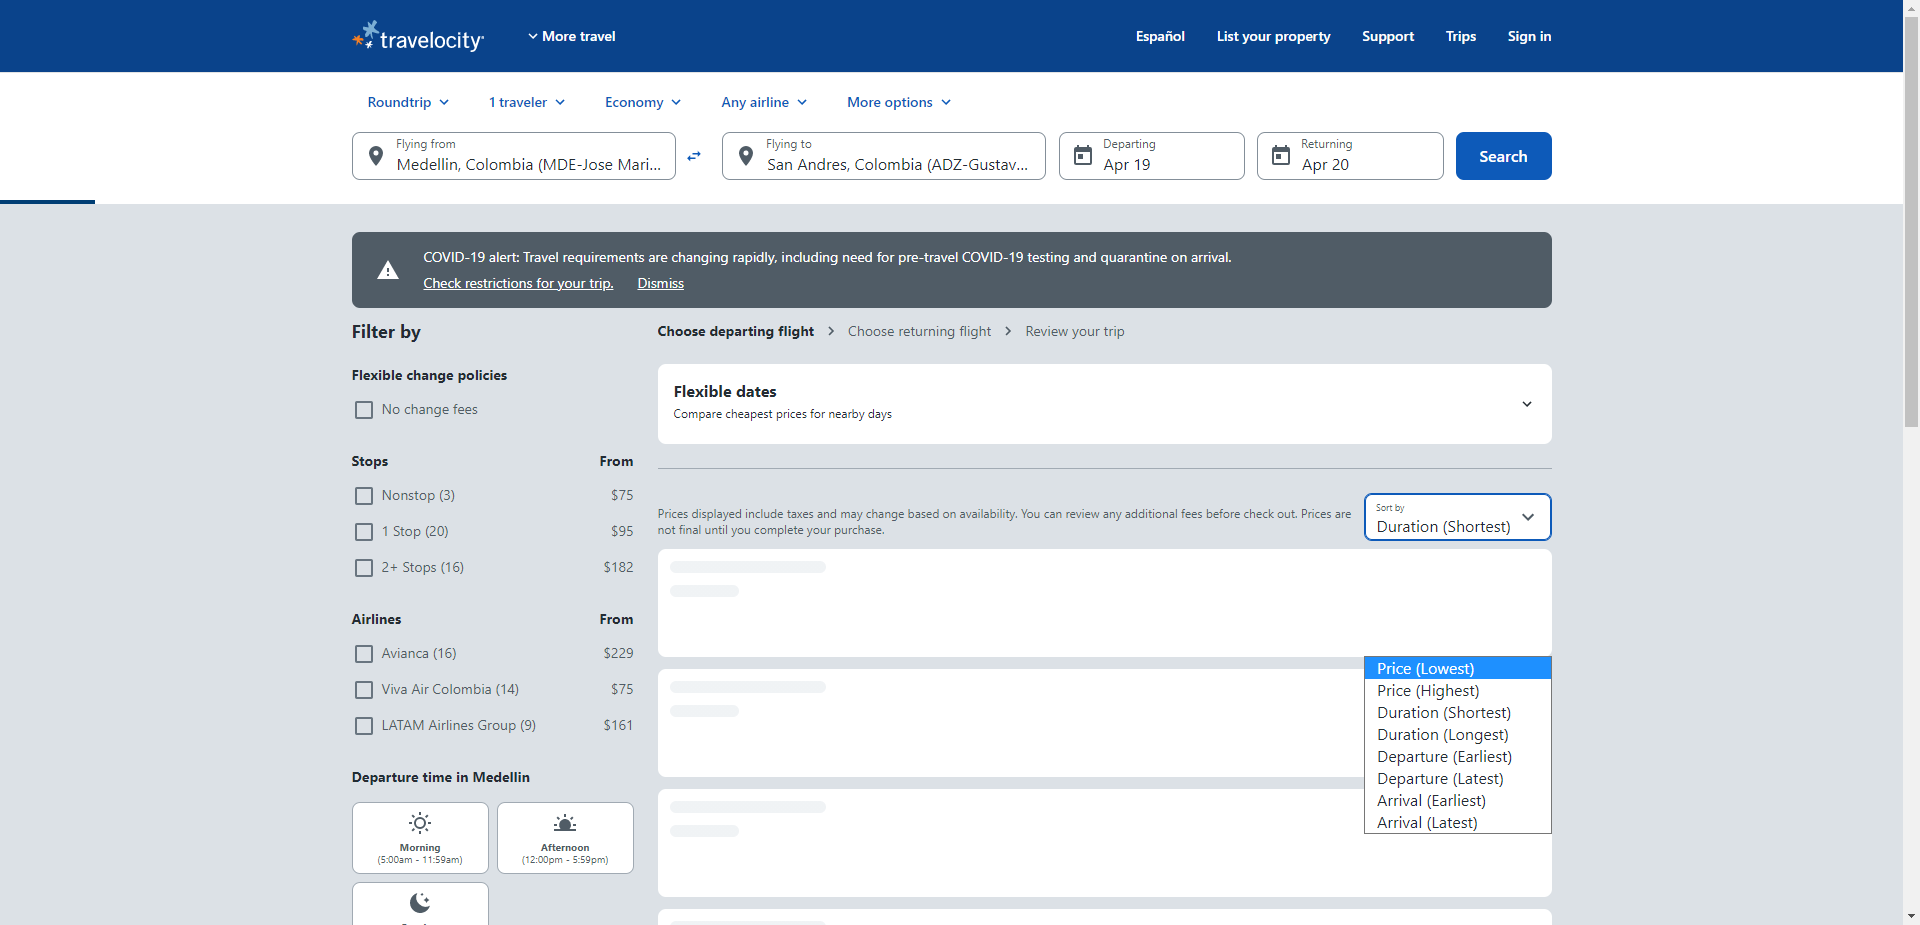 travelocity
More travel
Español
List your property
Support
Trips
Sign in
Roundtrip
1 traveler
Economy
Any airline
More options
Flying from
Medellin, Colombia (MDE-Jose Mari...
Flying to
San Andres, Colombia (ADZ-Gustav...
Departing
Apr 19
Returning
Apr 20
Search
COVID-19 alert: Travel requirements are changing rapidly, including need for pre-travel COVID-19 testing and quarantine on arrival.
Check restrictions for your trip.
Dismiss
Filter by
Flexible change policies
No change fees
Stops
From
Nonstop (3)
$75
1 Stop (20)
$95
2+ Stops (16)
$182
Airlines
From
Avianca (16)
$229
Viva Air Colombia (14)
$75
LATAM Airlines Group (9)
$161
Departure time in Medellin
Morning
(5:00am - 11:59am)
Afternoon
(12:00pm - 5:59pm)
Choose departing flight
Choose returning flight
Review your trip
Flexible dates
Compare cheapest prices for nearby days
Prices displayed include taxes and may change based on availability. You can review any additional fees before check out. Prices are
not final until you complete your purchase.
Sort by
Duration (Shortest)
Price (Lowest)
Price (Highest)
Duration (Shortest)
Duration (Longest)
Departure (Earliest)
Departure (Latest)
Arrival (Earliest)
Arrival (Latest)